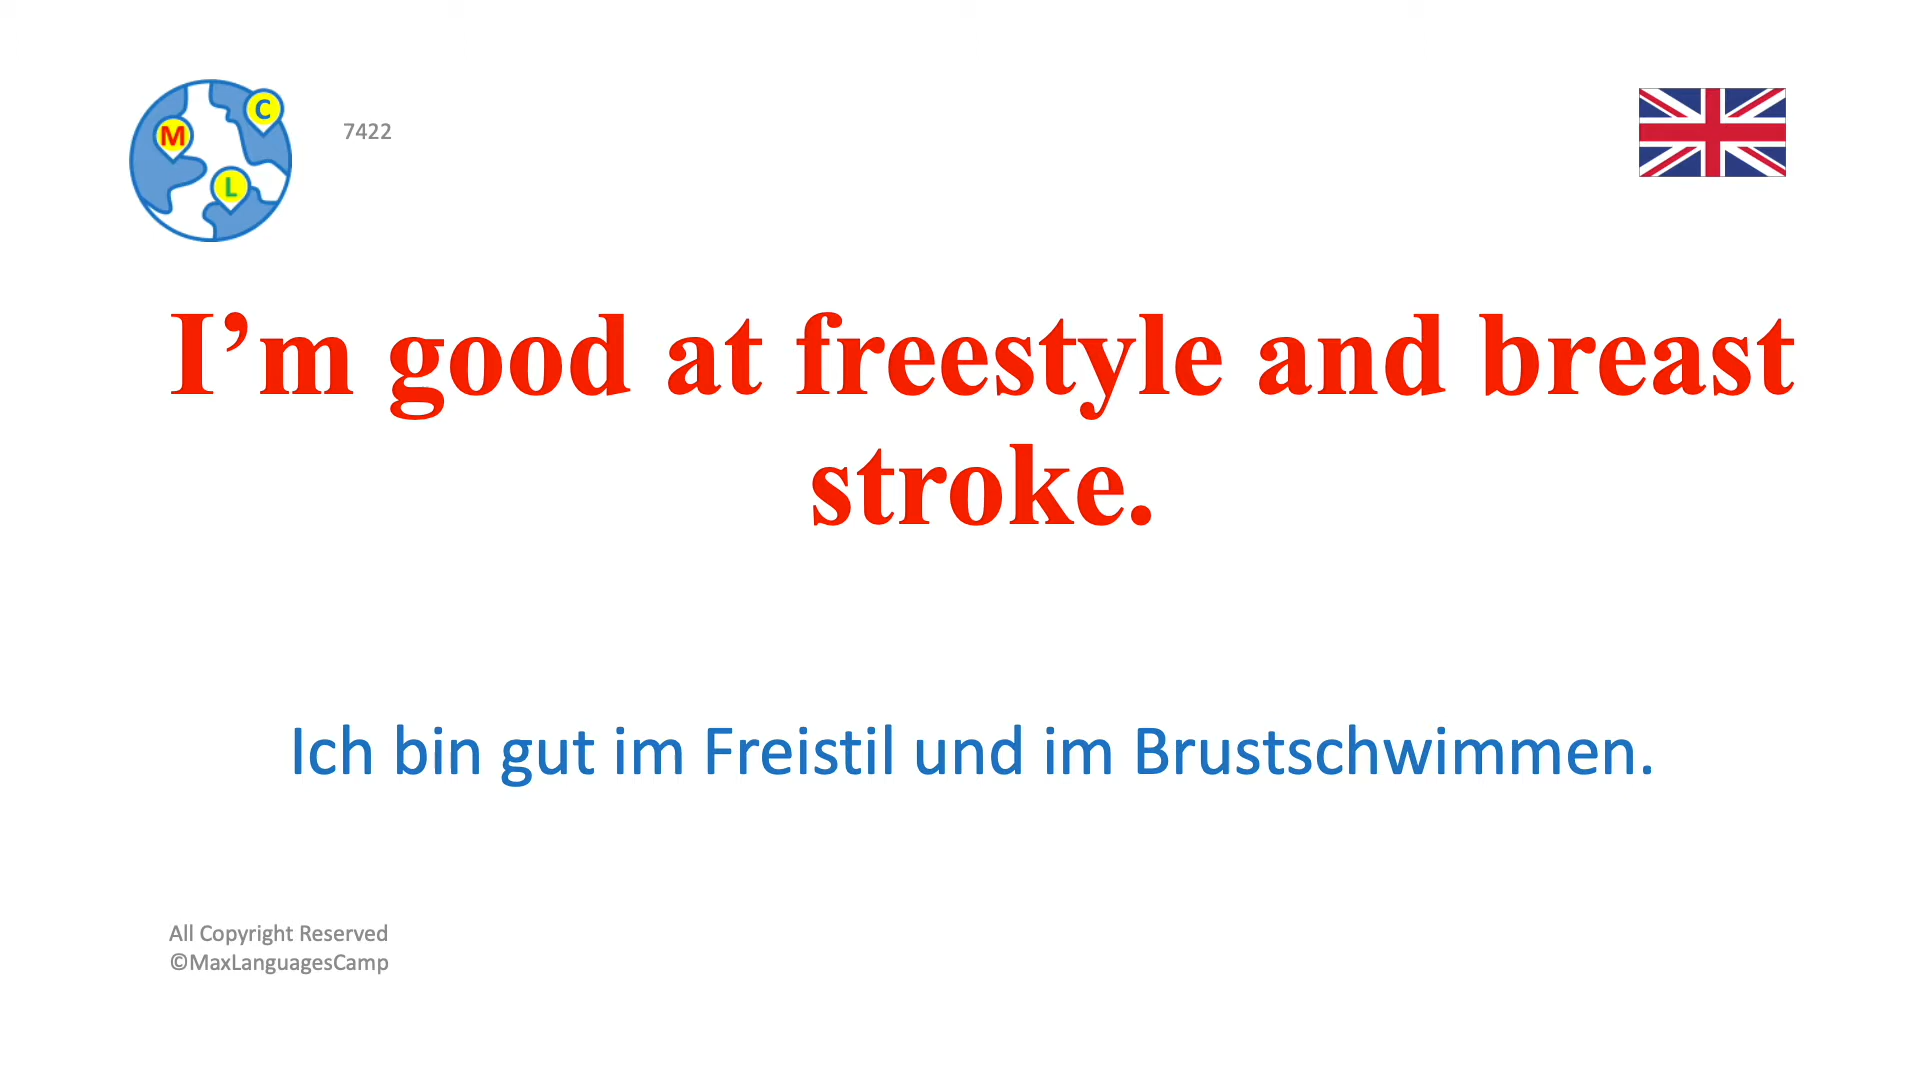 C
M
L
7422
I’m good at freestyle and breast
stroke.
Ich bin gut im Freistil und im Brustschwimmen.
All Copyright Reserved
©MaxLanguagesCamp